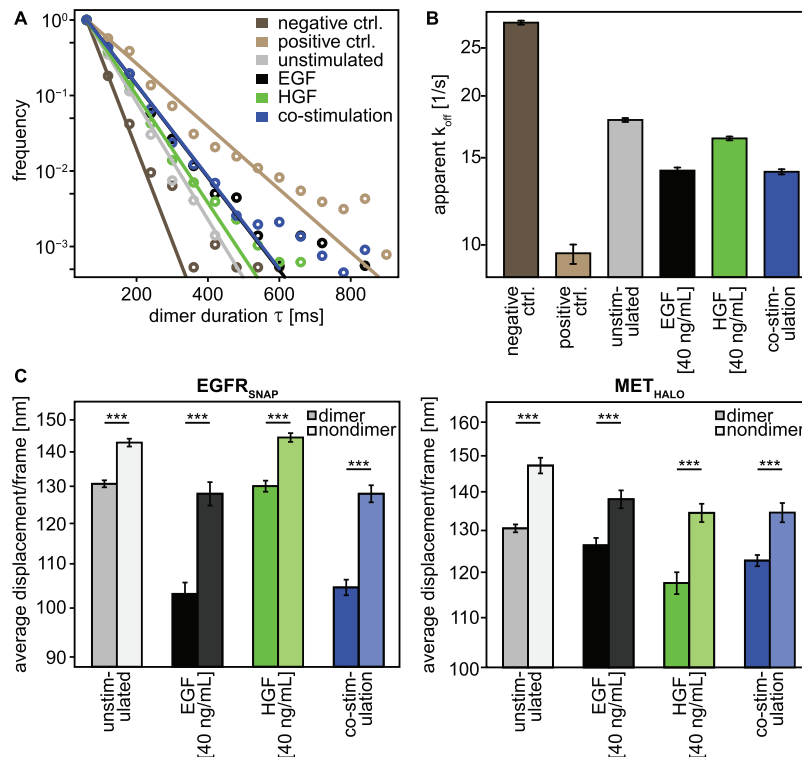 A
10⁰
10⁻¹
10⁻²
10⁻³
frequency
200
400
600
800
dimer duration τ [ms]
negative ctrl.
positive ctrl.
unstimulated
EGF
HGF
co-stimulation
B
25
20
15
10
apparent k_off [1/s]
negative ctrl.
positive ctrl.
unstim-
ulated
EGF
[40 ng/mL]
HGF
[40 ng/mL]
co-stim-
ulation
C
EGFR_SNAP
150
140
130
120
110
100
90
average displacement/frame [nm]
dimer
nondimer
***
***
***
***
unstim-
ulated
EGF
[40 ng/mL]
HGF
[40 ng/mL]
co-stim-
ulation
MET_HALO
160
150
140
130
120
110
100
average displacement/frame [nm]
dimer
nondimer
***
***
***
***
unstim-
ulated
EGF
[40 ng/mL]
HGF
[40 ng/mL]
co-stim-
ulation